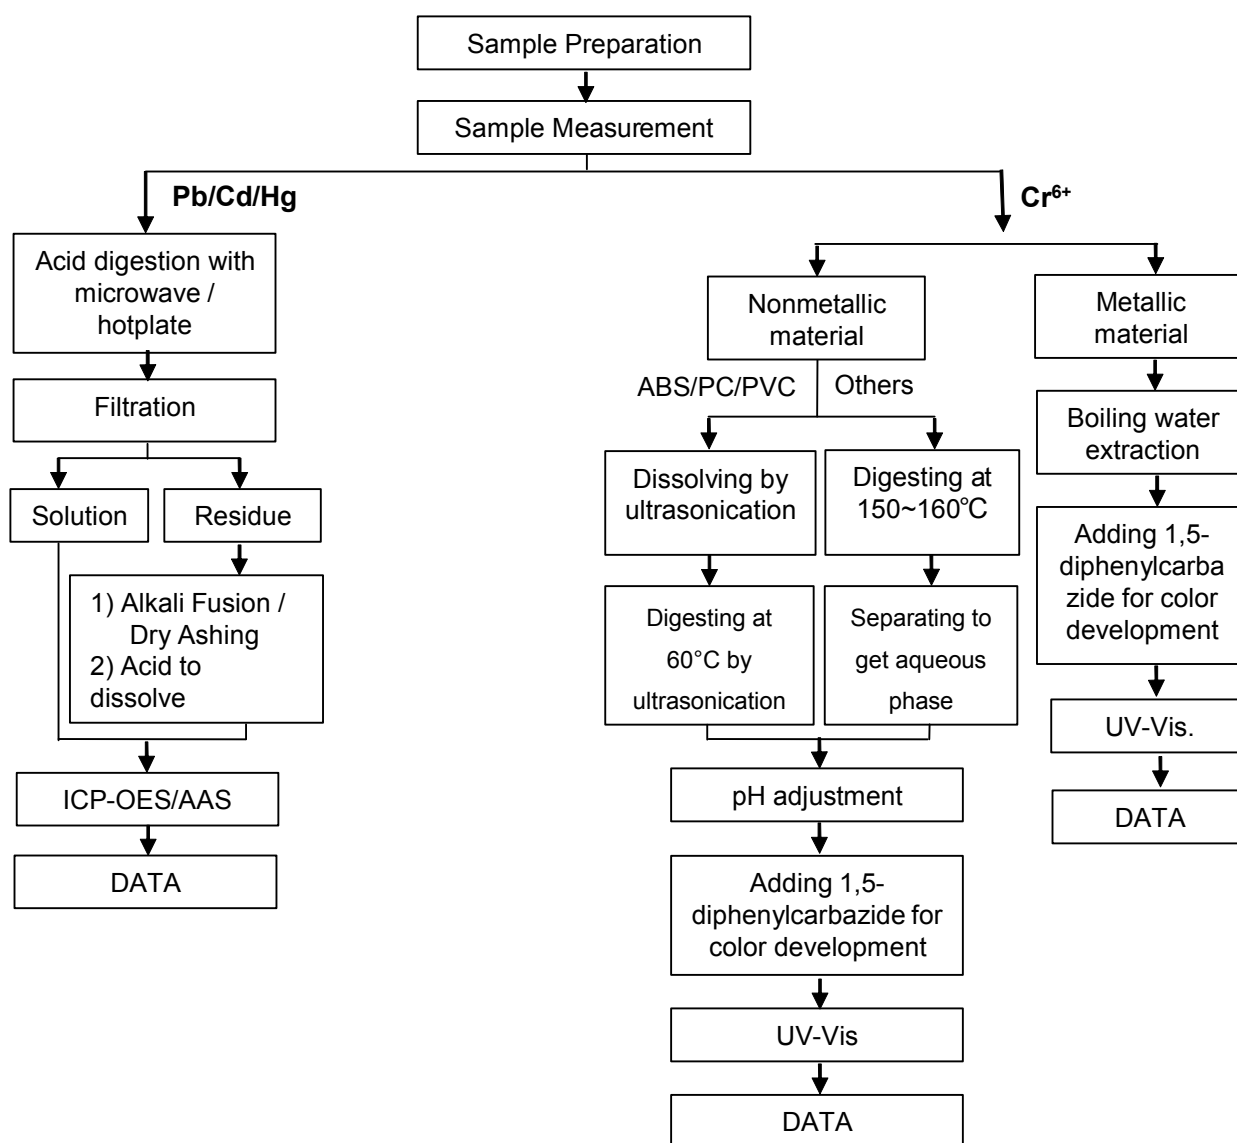 Sample Preparation
Sample Measurement
Pb/Cd/Hg
Cr⁶⁺
Acid digestion with
microwave /
hotplate
Filtration
Solution
Residue
1) Alkali Fusion /
Dry Ashing
2) Acid to
dissolve
ICP-OES/AAS
DATA
Nonmetallic
material
ABS/PC/PVC
Others
Dissolving by
ultrasonication
Digesting at
150~160℃
Digesting at
60°C by
ultrasonication
Separating to
get aqueous
phase
pH adjustment
Adding 1,5-
diphenylcarbazide for
color development
UV-Vis
DATA
Metallic
material
Boiling water
extraction
Adding 1,5-
diphenylcarba
zide for color
development
UV-Vis.
DATA